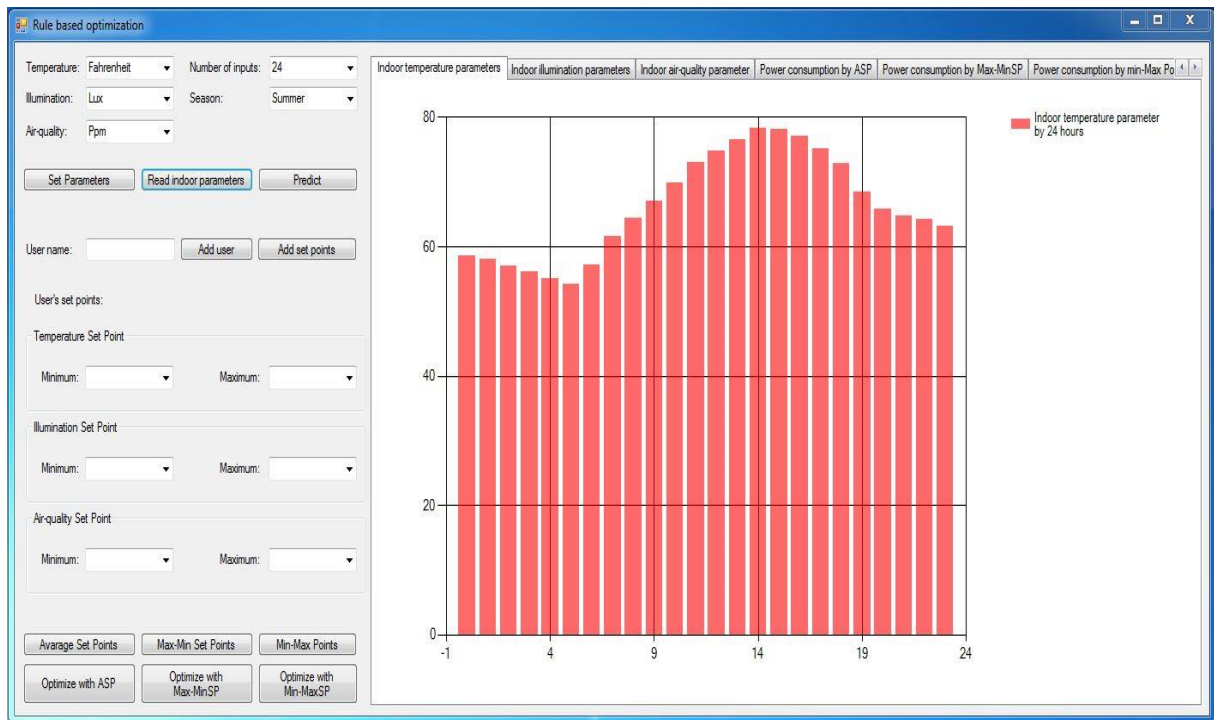 Rule based optimization
Temperature: Fahrenheit Number of inputs: 24
Illumination: Lux Season: Summer
Air-quality: Ppm
Set Parameters Read indoor parameters Predict
User name: Add user Add set points
User's set points:
Temperature Set Point
Minimum: Maximum:
Illumination Set Point
Minimum: Maximum:
Air-quality Set Point
Minimum: Maximum:
Avarage Set Points Max-Min Set Points Min-Max Points
Optimize with ASP Optimize with Max-MinSP Optimize with Min-MaxSP
Indoor temperature parameters Indoor illumination parameters Indoor air-quality parameter Power consumption by ASP Power consumption by Max-MinSP Power consumption by min-Max Po
Indoor temperature parameter
by 24 hours
80
60
40
20
0
-1 4 9 14 19 24